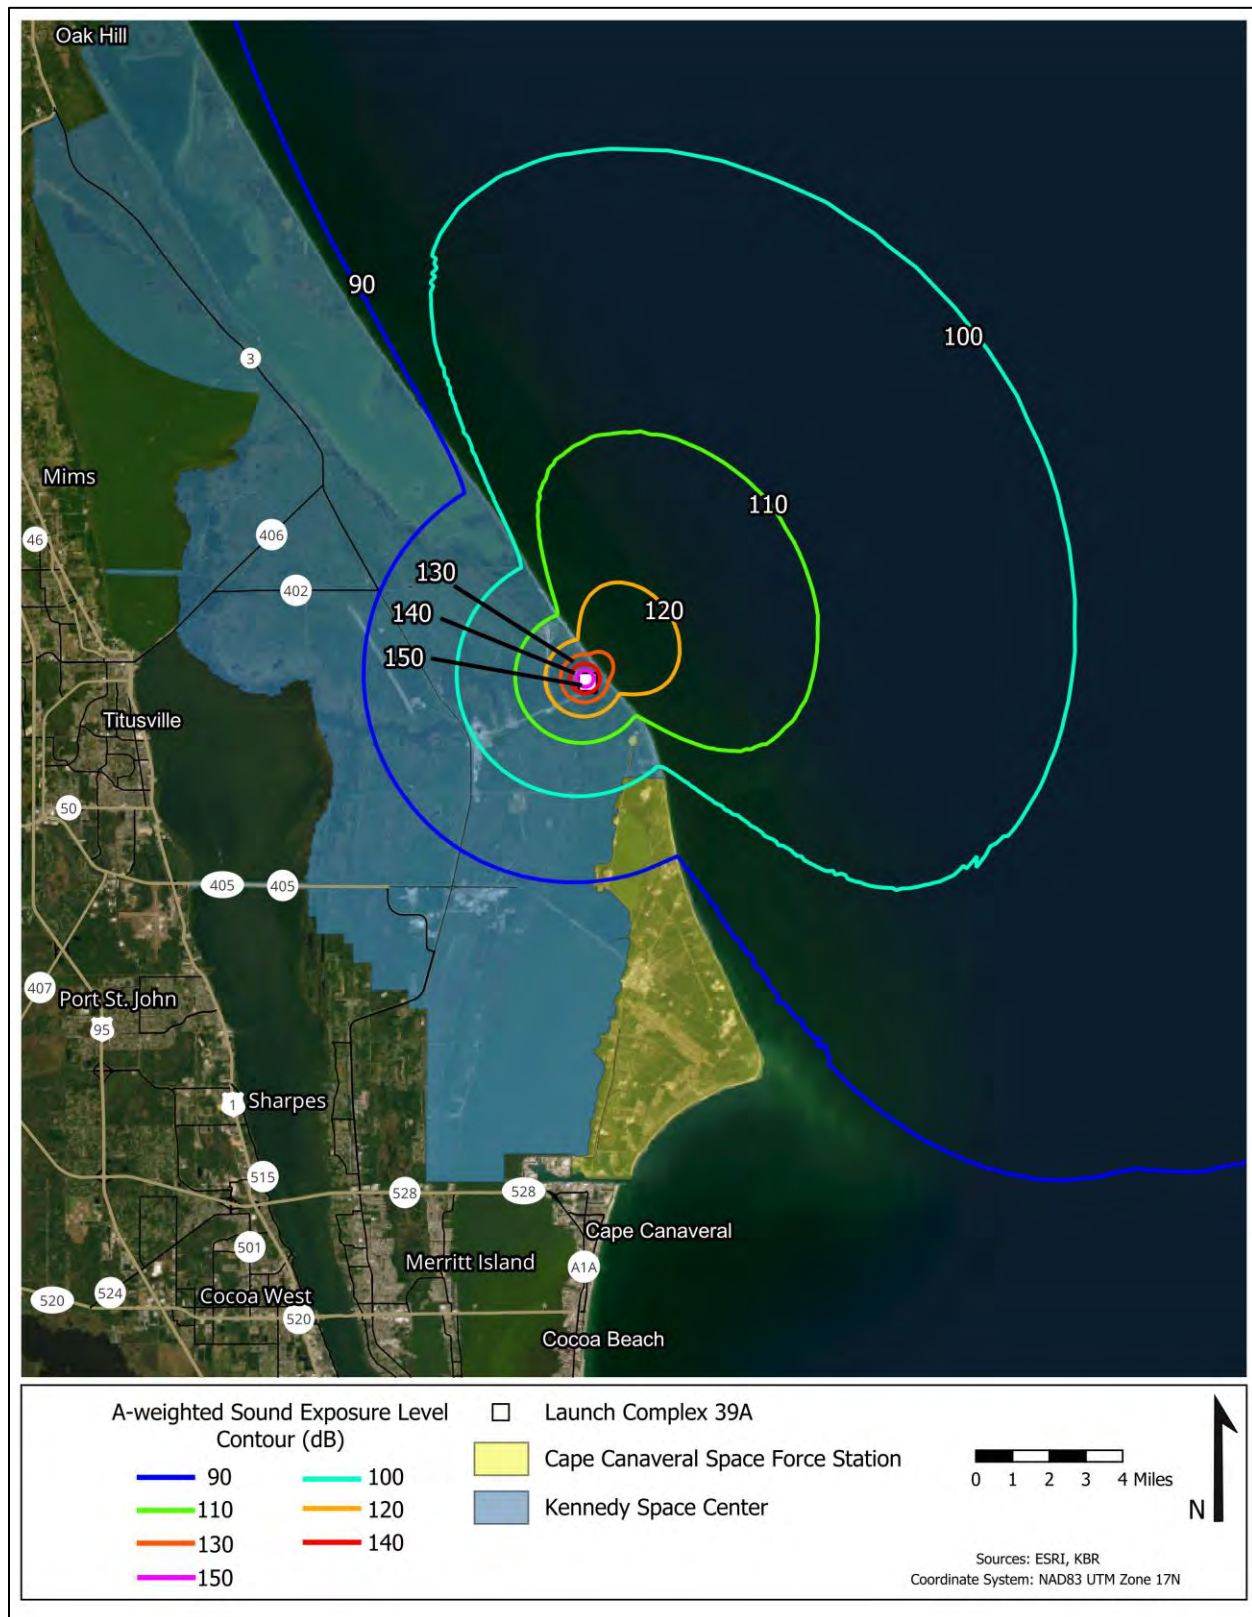 Oak Hill
90
100
3
Mims
110
46
406
130
402
120
140
150
Titusville
50
405
405
407
Port St. John
95
1
Sharpes
515
528
528
Cape Canaveral
501
Merritt Island
A1A
524
Cocoa West
520
520
Cocoa Beach
A-weighted Sound Exposure Level
Contour (dB)
90
100
110
120
130
140
150
Launch Complex 39A
Cape Canaveral Space Force Station
Kennedy Space Center
0 1 2 3 4 Miles
N
Sources: ESRI, KBR
Coordinate System: NAD83 UTM Zone 17N